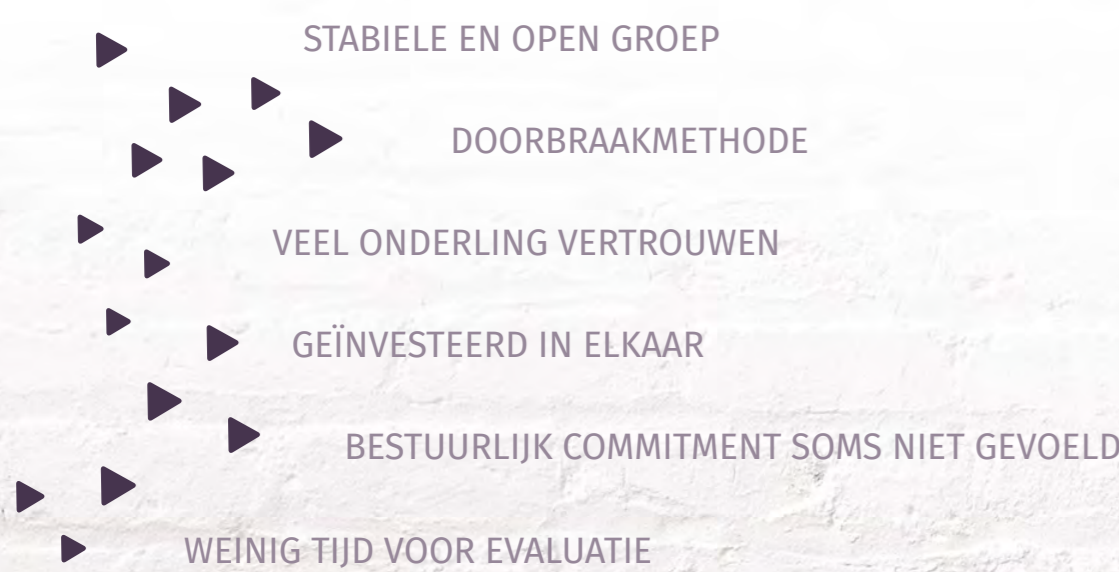 STABIELE EN OPEN GROEP
DOORBRAAKMETHODE
VEEL ONDERLING VERTROUWEN
GEÏNVESTEERD IN ELKAAR
BESTUURLIJK COMMITMENT SOMS NIET GEVOELD
WEINIG TIJD VOOR EVALUATIE